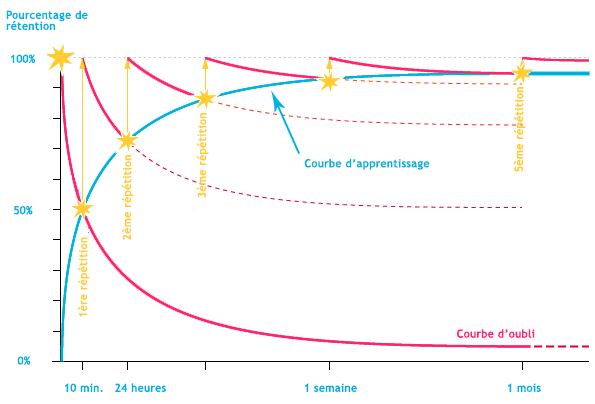 Pourcentage de
rétention
100%
50%
0%
1ère répétition
2ème répétition
3ème répétition
5ème répétition
Courbe d'apprentissage
Courbe d'oubli
10 min.
24 heures
1 semaine
1 mois